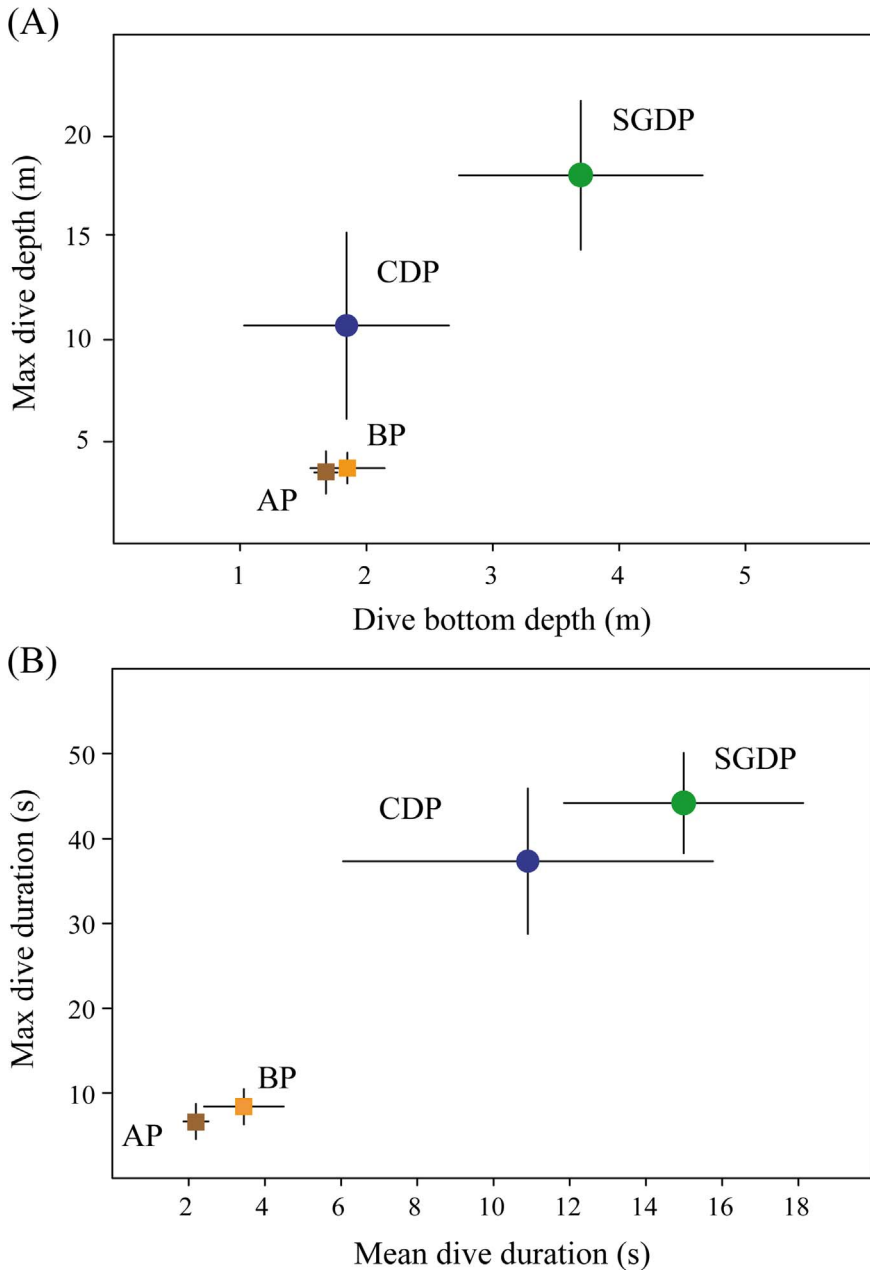 (A)
Max dive depth (m)
20
15
10
5
SGDP
CDP
BP
AP
1 2 3 4 5
Dive bottom depth (m)
(B)
Max dive duration (s)
50
40
30
20
10
SGDP
CDP
BP
AP
2 4 6 8 10 12 14 16 18
Mean dive duration (s)